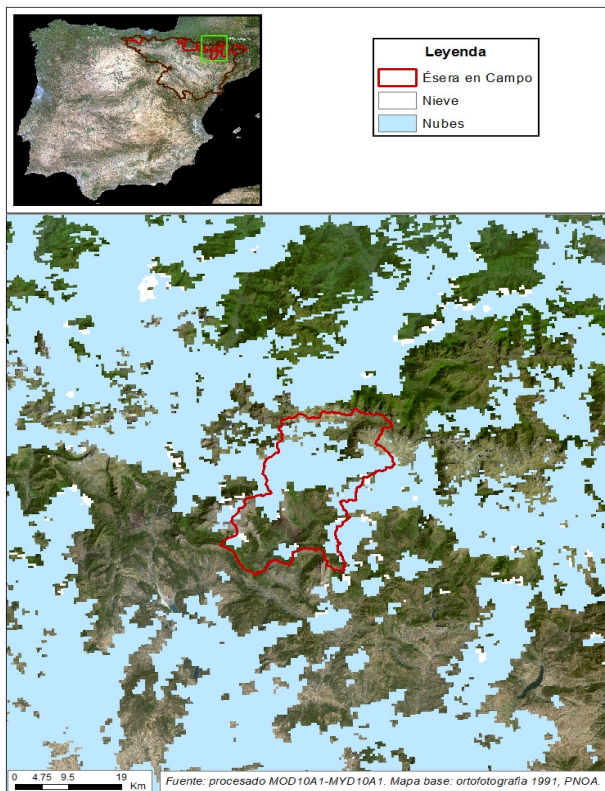 Leyenda
Ésera en Campo
Nieve
Nubes
0 4.75 9.5 19
Km
Fuente: procesado MOD10A1-MYD10A1. Mapa base: ortofotografia 1991, PNOA.